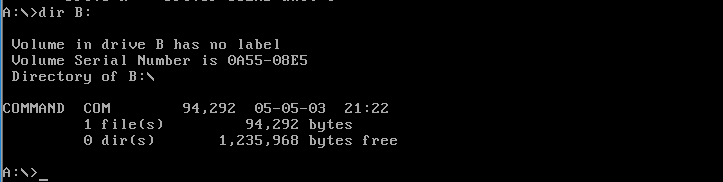 A:\>dir B:
Volume in drive B has no label
Volume Serial Number is 0A55-08E5
Directory of B:\
COMMAND  COM        94,292  05-05-03  21:22
1 file(s)         94,292 bytes
0 dir(s)       1,235,968 bytes free
A:\>_